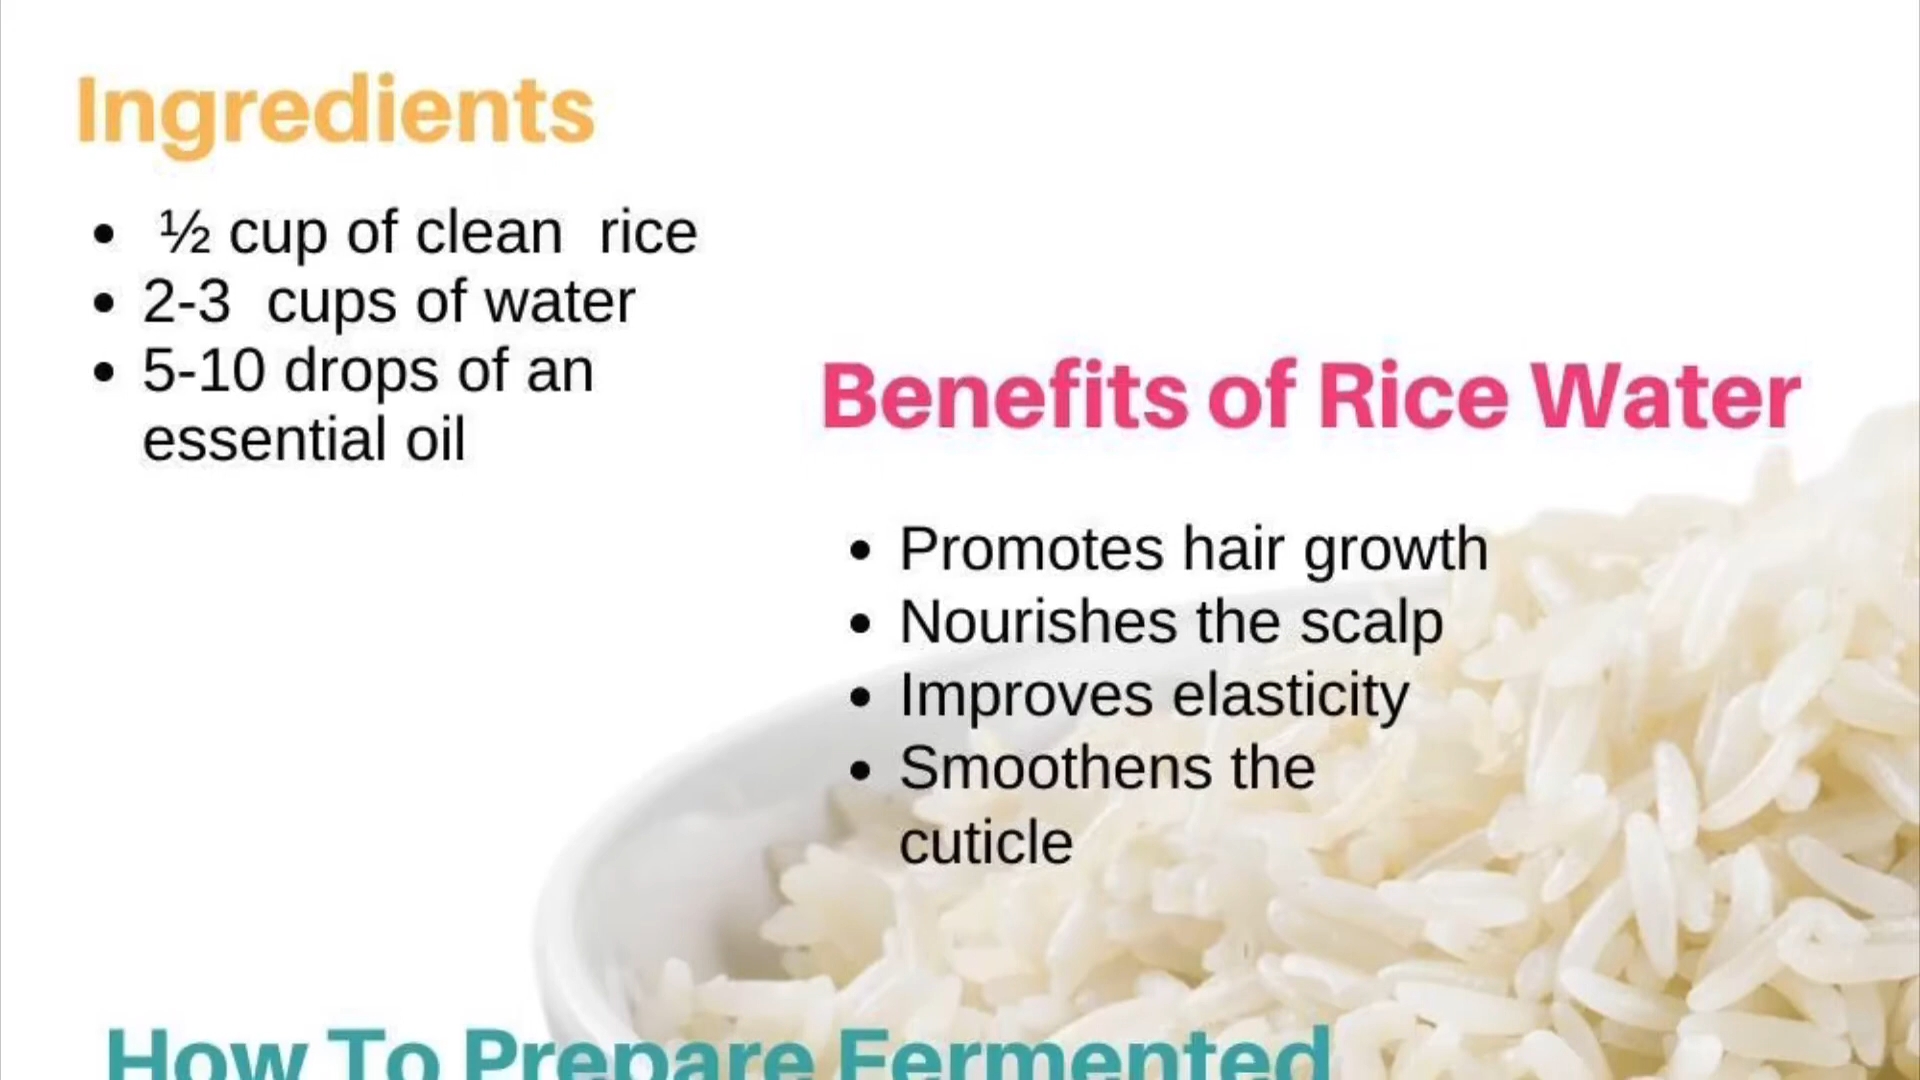 Ingredients
• ½ cup of clean rice
• 2-3 cups of water
• 5-10 drops of an
essential oil
Benefits of Rice Water
• Promotes hair growth
• Nourishes the scalp
• Improves elasticity
• Smoothens the
cuticle
How To Prepare Fermented